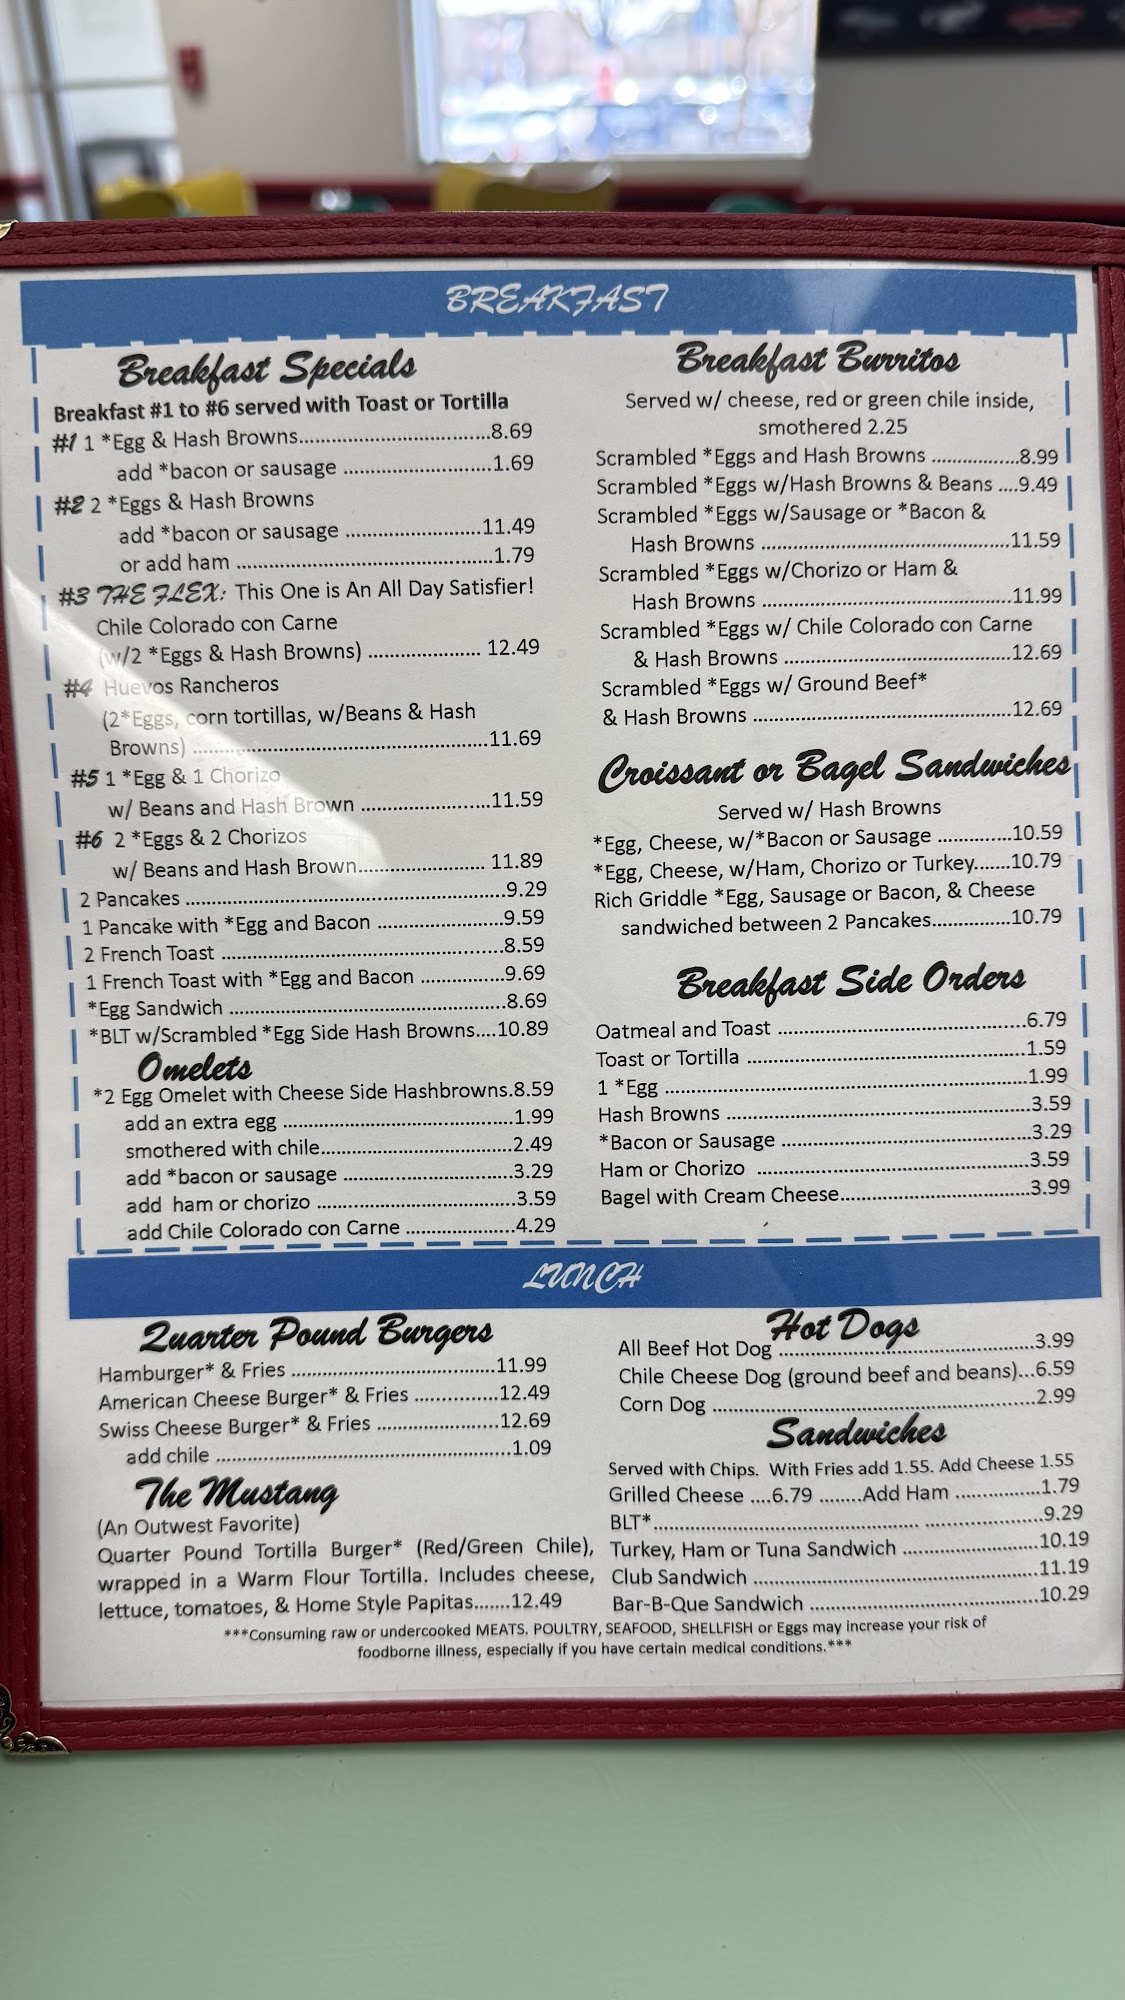 BREAKFAST
Breakfast Specials
Breakfast #1 to #6 served with Toast or Tortilla
#1 1 *Egg & Hash Browns................................8.69
add *bacon or sausage .........................1.69
#2 2 *Eggs & Hash Browns
add *bacon or sausage .......................11.49
or add ham ...........................................1.79
#3 THE FLEX: This One is An All Day Satisfier!
Chile Colorado con Carne
(w/2 *Eggs & Hash Browns) ................... 12.49
#4 Huevos Rancheros
(2*Eggs, corn tortillas, w/Beans & Hash
Browns) .................................................11.69
#5 1 *Egg & 1 Chorizo
w/ Beans and Hash Brown ......................11.59
#6 2 *Eggs & 2 Chorizos
w/ Beans and Hash Brown..................... 11.89
2 Pancakes ......................................................9.29
1 Pancake with *Egg and Bacon .....................9.59
2 French Toast ................................................8.59
1 French Toast with *Egg and Bacon ..............9.69
*Egg Sandwich ...............................................8.69
*BLT w/Scrambled *Egg Side Hash Browns....10.89
Omelets
*2 Egg Omelet with Cheese Side Hashbrowns.8.59
add an extra egg .......................................1.99
smothered with chile................................2.49
add *bacon or sausage .............................3.29
add ham or chorizo .................................3.59
add Chile Colorado con Carne ..................4.29
Breakfast Burritos
Served w/ cheese, red or green chile inside,
smothered 2.25
Scrambled *Eggs and Hash Browns .................8.99
Scrambled *Eggs w/Hash Browns & Beans ....9.49
Scrambled *Eggs w/Sausage or *Bacon &
Hash Browns ..........................................11.59
Scrambled *Eggs w/Chorizo or Ham &
Hash Browns ...........................................11.99
Scrambled *Eggs w/ Chile Colorado con Carne
& Hash Browns .......................................12.69
Scrambled *Eggs w/ Ground Beef*
& Hash Browns ............................................12.69
Croissant or Bagel Sandwiches
Served w/ Hash Browns
*Egg, Cheese, w/*Bacon or Sausage .............10.59
*Egg, Cheese, w/Ham, Chorizo or Turkey......10.79
Rich Griddle *Egg, Sausage or Bacon, & Cheese
sandwiched between 2 Pancakes..............10.79
Breakfast Side Orders
Oatmeal and Toast ..........................................6.79
Toast or Tortilla ...............................................1.59
1 *Egg ..............................................................1.99
Hash Browns ....................................................3.59
*Bacon or Sausage ...........................................3.29
Ham or Chorizo ...............................................3.59
Bagel with Cream Cheese................................3.99
LUNCH
Quarter Pound Burgers
Hamburger* & Fries ...................................11.99
American Cheese Burger* & Fries ..............12.49
Swiss Cheese Burger* & Fries .....................12.69
add chile ..................................................1.09
The Mustang
(An Outwest Favorite)
Quarter Pound Tortilla Burger* (Red/Green Chile),
wrapped in a Warm Flour Tortilla. Includes cheese,
lettuce, tomatoes, & Home Style Papitas.......12.49
Hot Dogs
All Beef Hot Dog ...........................................3.99
Chile Cheese Dog (ground beef and beans)...6.59
Corn Dog .......................................................2.99
Sandwiches
Served with Chips. With Fries add 1.55. Add Cheese 1.55
Grilled Cheese ....6.79 ........Add Ham ..............1.79
BLT*............................................. ....................9.29
Turkey, Ham or Tuna Sandwich .......................10.19
Club Sandwich ................................................11.19
Bar-B-Que Sandwich .......................................10.29
***Consuming raw or undercooked MEATS. POULTRY, SEAFOOD, SHELLFISH or Eggs may increase your risk of
foodborne illness, especially if you have certain medical conditions.***